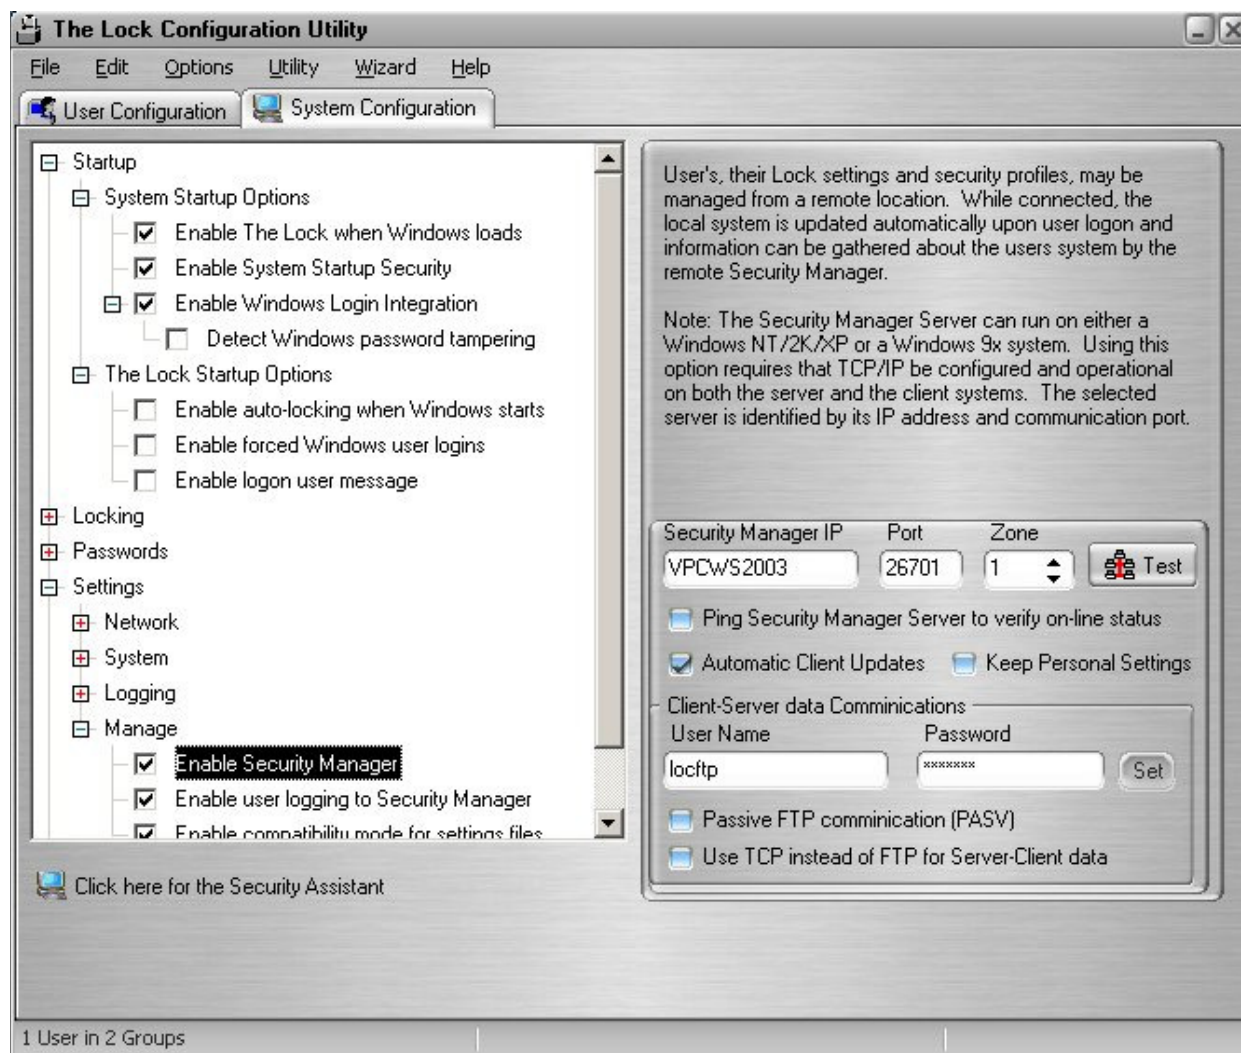 The Lock Configuration Utility
File Edit Options Utility Wizard Help
User Configuration System Configuration
Startup
System Startup Options
Enable The Lock when Windows loads
Enable System Startup Security
Enable Windows Login Integration
Detect Windows password tampering
The Lock Startup Options
Enable auto-locking when Windows starts
Enable forced Windows user logins
Enable logon user message
Locking
Passwords
Settings
Network
System
Logging
Manage
Enable Security Manager
Enable user logging to Security Manager
Enable compatibility mode for settings files
Click here for the Security Assistant
User's, their Lock settings and security profiles, may be
managed from a remote location. While connected, the
local system is updated automatically upon user logon and
information can be gathered about the users system by the
remote Security Manager.
Note: The Security Manager Server can run on either a
Windows NT/2K/XP or a Windows 9x system. Using this
option requires that TCP/IP be configured and operational
on both the server and the client systems. The selected
server is identified by its IP address and communication port.
Security Manager IP Port Zone
VPCWS2003 26701 1 Test
Ping Security Manager Server to verify on-line status
Automatic Client Updates Keep Personal Settings
Client-Server data Comminications
User Name Password
locftp ******* Set
Passive FTP comminication (PASV)
Use TCP instead of FTP for Server-Client data
1 User in 2 Groups